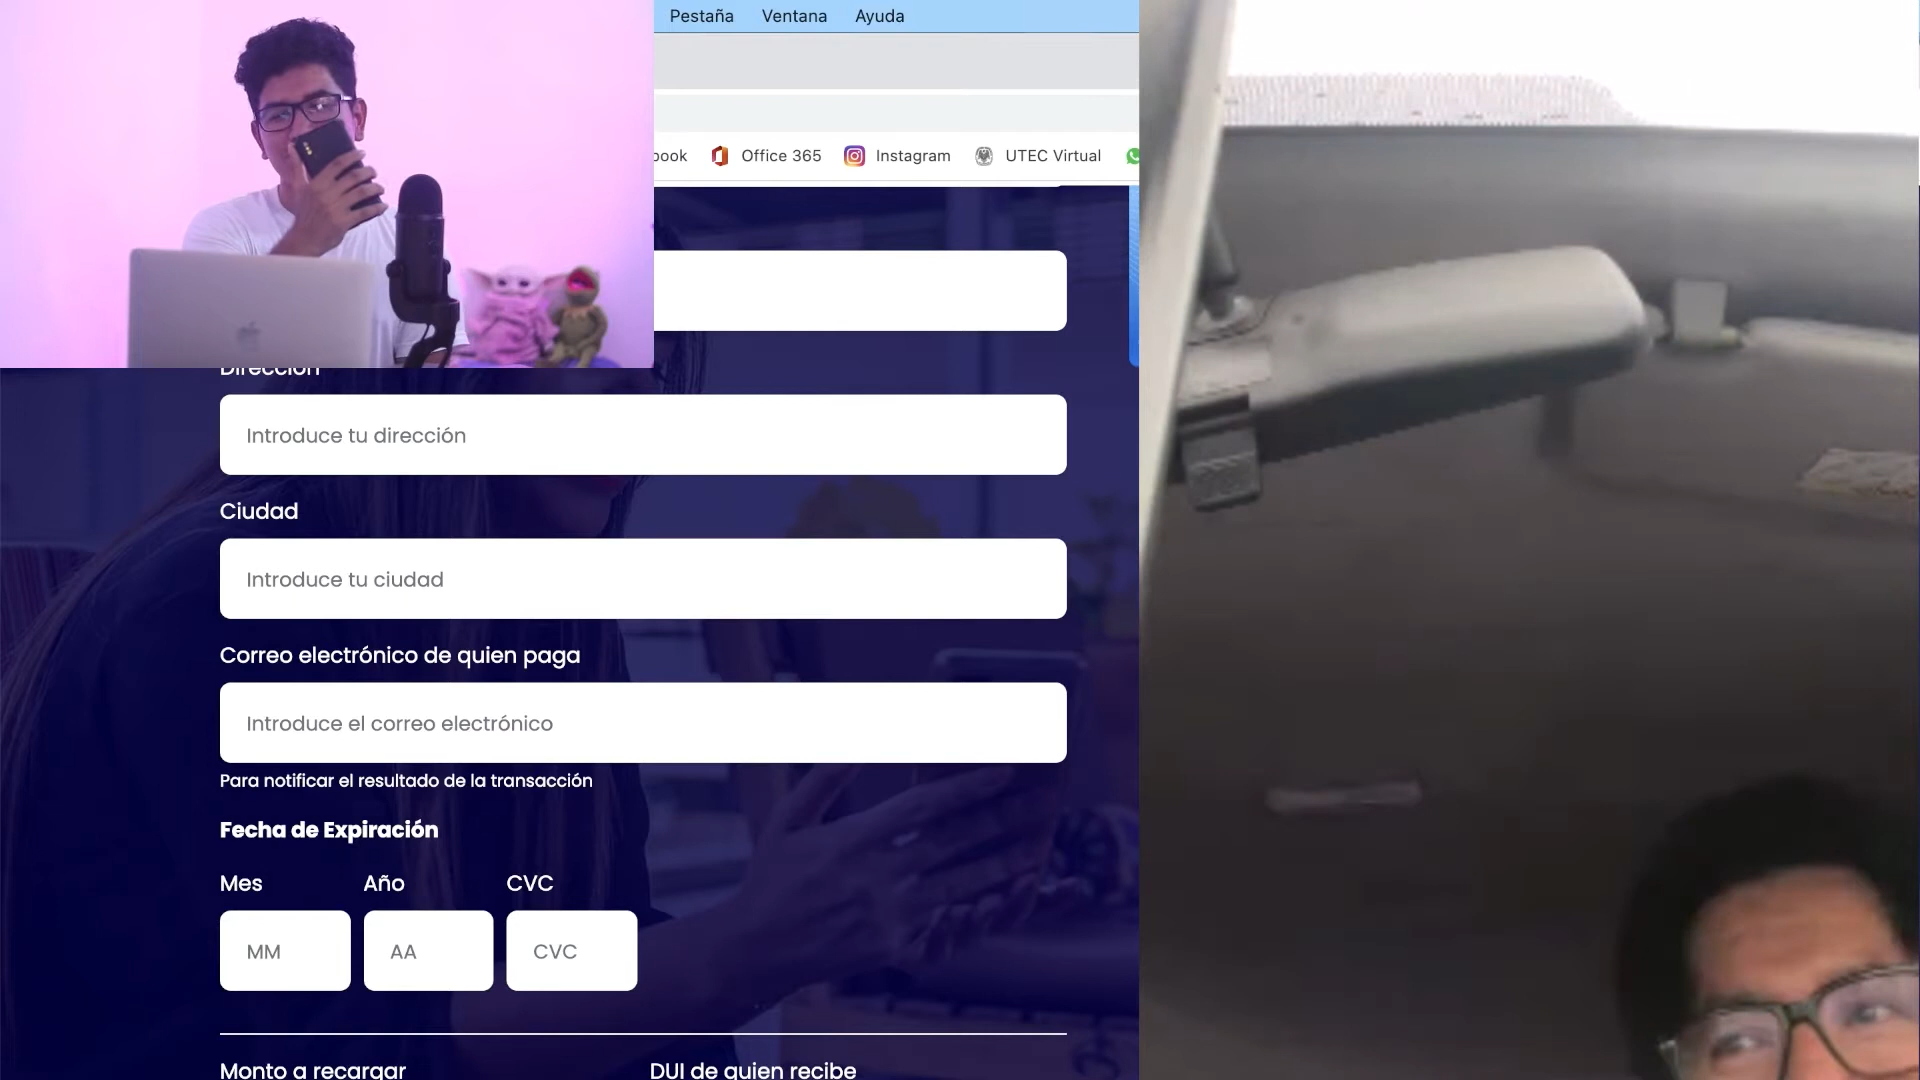 Pestaña Ventana Ayuda
book Office 365 Instagram UTEC Virtual
Dirección
Introduce tu dirección
Ciudad
Introduce tu ciudad
Correo electrónico de quien paga
Introduce el correo electrónico
Para notificar el resultado de la transacción
Fecha de Expiración
Mes Año CVC
MM AA CVC
Monto a recargar DUI de quien recibe